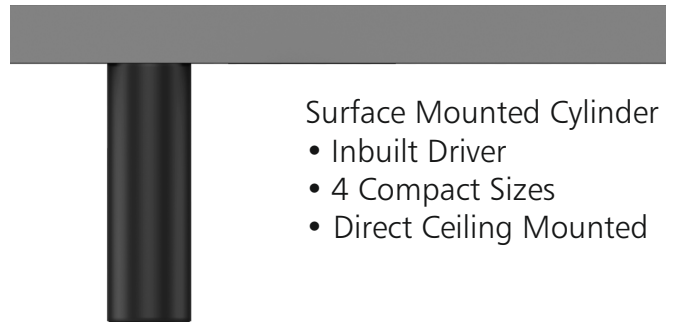 Surface Mounted Cylinder
• Inbuilt Driver
• 4 Compact Sizes
• Direct Ceiling Mounted